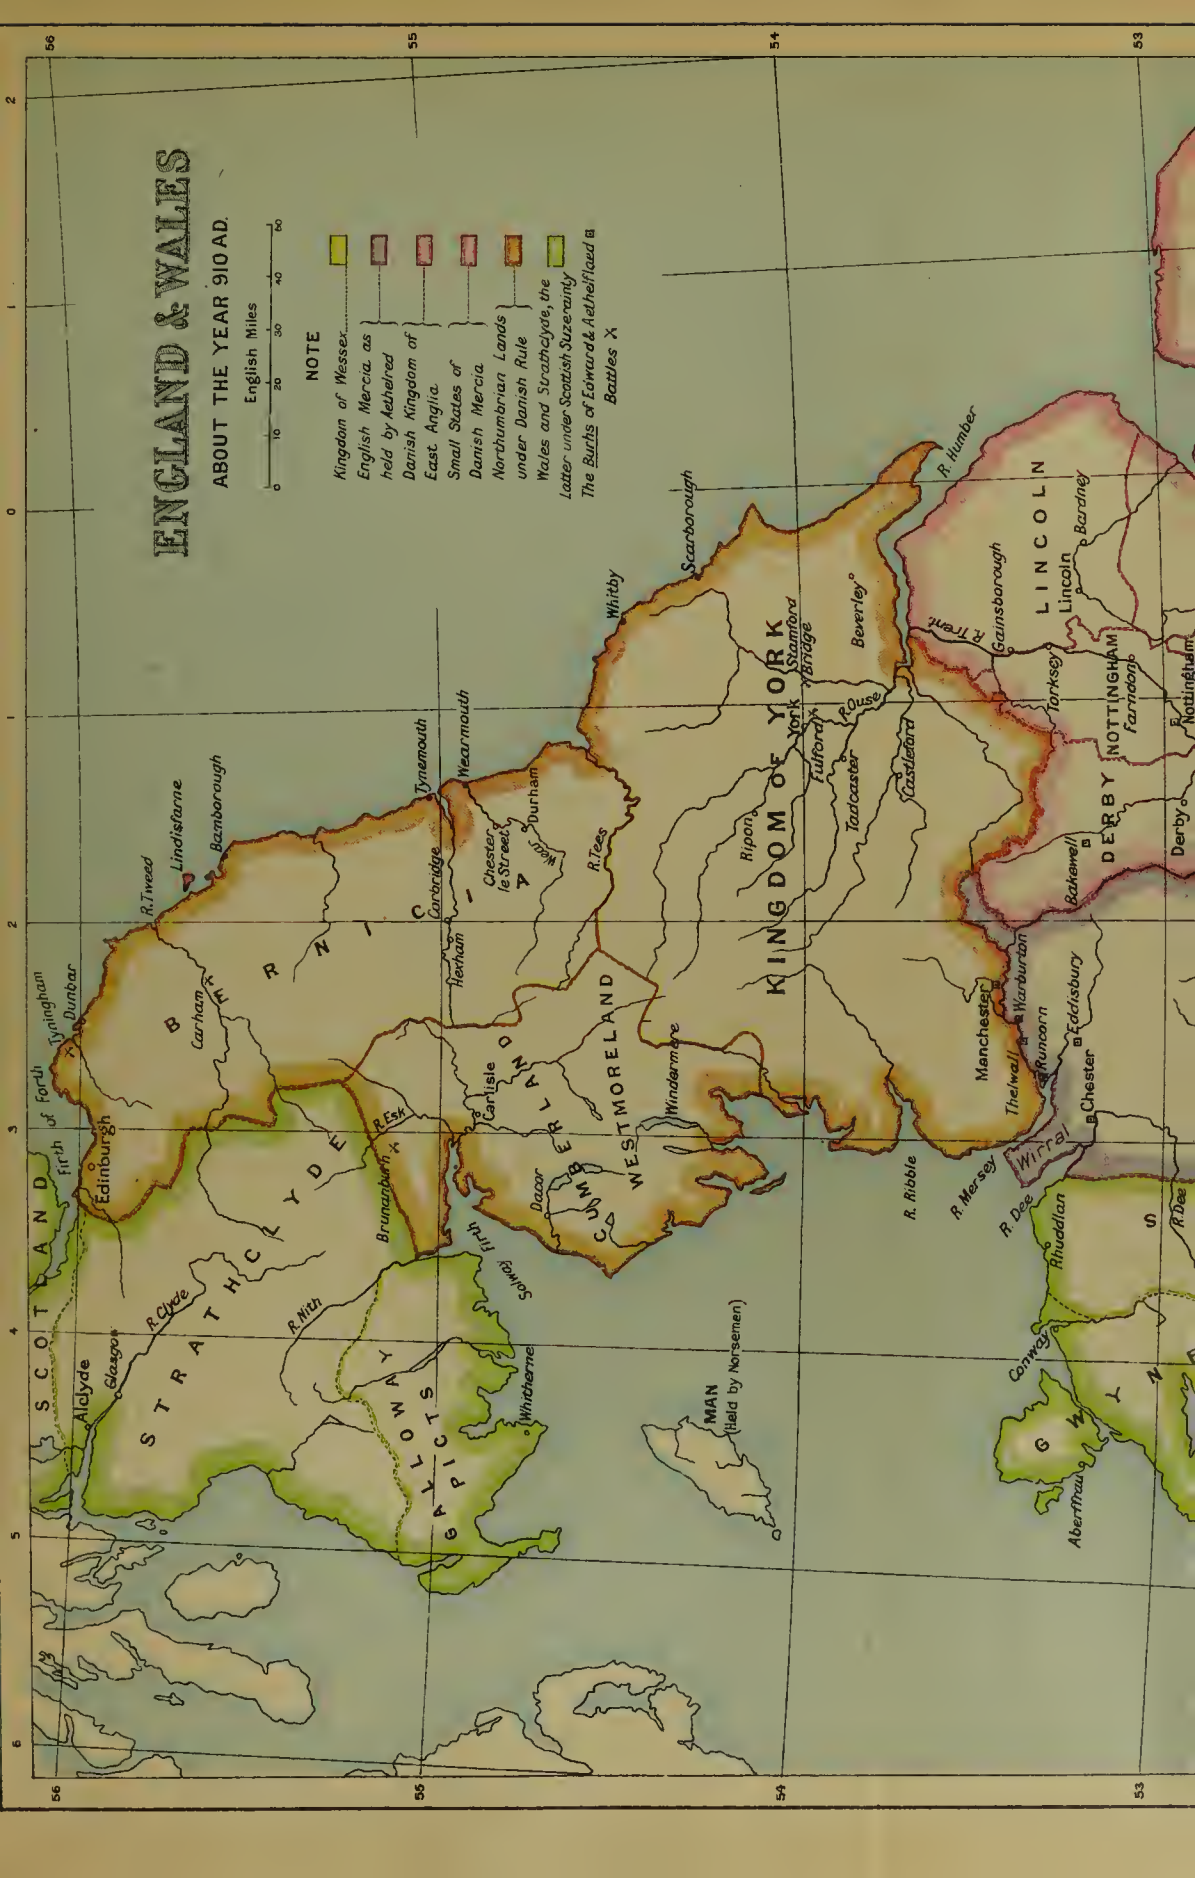 ENGLAND & WALES
ABOUT THE YEAR 910 AD.
English Miles
0 10 20 30 40 50
NOTE
Kingdom of Wessex
English Mercia as
held by Aethelred
Danish Kingdom of
East Anglia
Small States of
Danish Mercia
Northumbrian Lands
under Danish Rule
Wales and Strathclyde, the
Latter under Scottish Suzerainty
The Burhs of Edward & Aethelflaed
Battles X
56
55
54
53
2
1
0
1
2
3
4
5
6
56
55
54
53
SCOTLAND
Firth of Forth
Tyningham
Dunbar
Edinburgh
R. Tweed
Lindisfarne
Bamborough
Carham
BERNICIA
Alclyde
Glasgow
R. Clyde
STRATHCLYDE
R. Nith
R. Esk
Brunanburh
GALLOWAY
PICTS
Whitherne
Solway Firth
Tynemouth
Wearmouth
Corbridge
Hexham
Chester
le Street
Durham
Wear
R. Tees
Carlisle
Dacor
CUMBERLAND
WESTMORELAND
Windermere
MAN
(Held by Norsemen)
Whitby
Scarborough
KINGDOM OF YORK
Ripon
York
Stamford
Bridge
Fulford
Tadcaster
R. Ouse
Beverley
Castleford
R. Humber
R. Ribble
R. Mersey
R. Dee
Wirral
Manchester
Thelwall
Warburton
Runcorn
Eddisbury
Chester
Rhuddlan
R. Dee
Conway
Aberffrau
G W Y N E
S
R. Trent
Gainsborough
LINCOLN
Lincoln
Bardney
Torksey
NOTTINGHAM
Farndon
Nottingham
DERBY
Bakewell
Derby